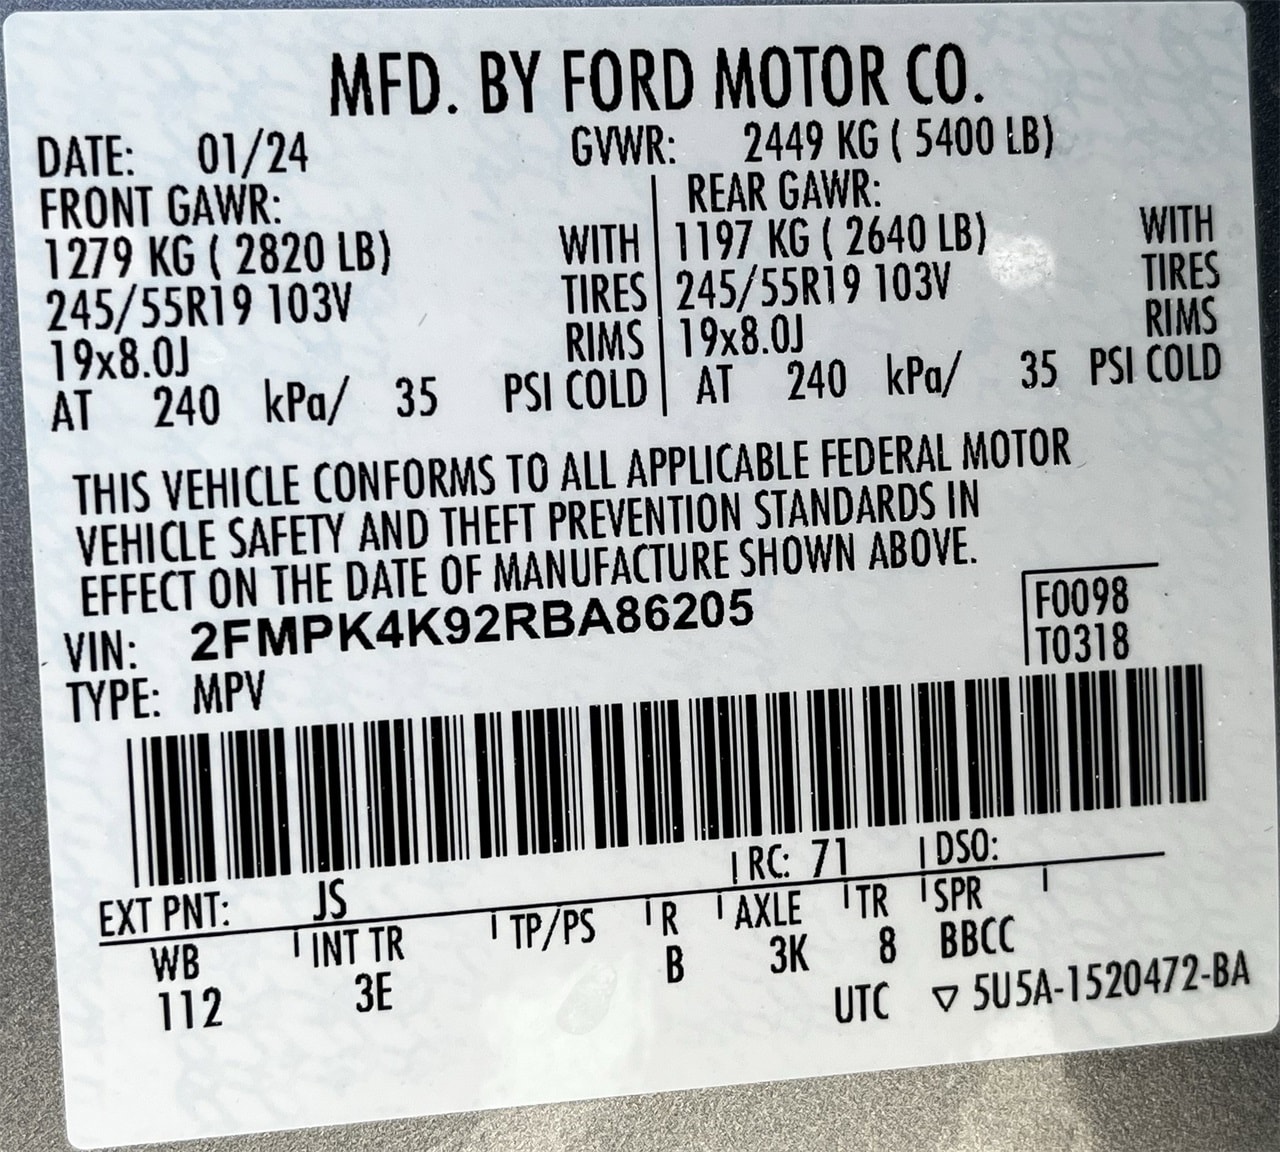 MFD. BY FORD MOTOR CO.
DATE: 01/24 GVWR: 2449 KG ( 5400 LB)
FRONT GAWR: REAR GAWR:
1279 KG ( 2820 LB) WITH 1197 KG ( 2640 LB) WITH
245/55R19 103V TIRES 245/55R19 103V TIRES
19x8.0J RIMS 19x8.0J RIMS
AT 240 kPa/ 35 PSI COLD AT 240 kPa/ 35 PSI COLD
THIS VEHICLE CONFORMS TO ALL APPLICABLE FEDERAL MOTOR
VEHICLE SAFETY AND THEFT PREVENTION STANDARDS IN
EFFECT ON THE DATE OF MANUFACTURE SHOWN ABOVE.
F0098
VIN: 2FMPK4K92RBA86205 T0318
TYPE: MPV
EXT PNT: JS RC: 71 DSO:
WB INT TR TP/PS R AXLE TR SPR
112 3E B 3K 8 BBCC
UTC ▽ 5U5A-1520472-BA